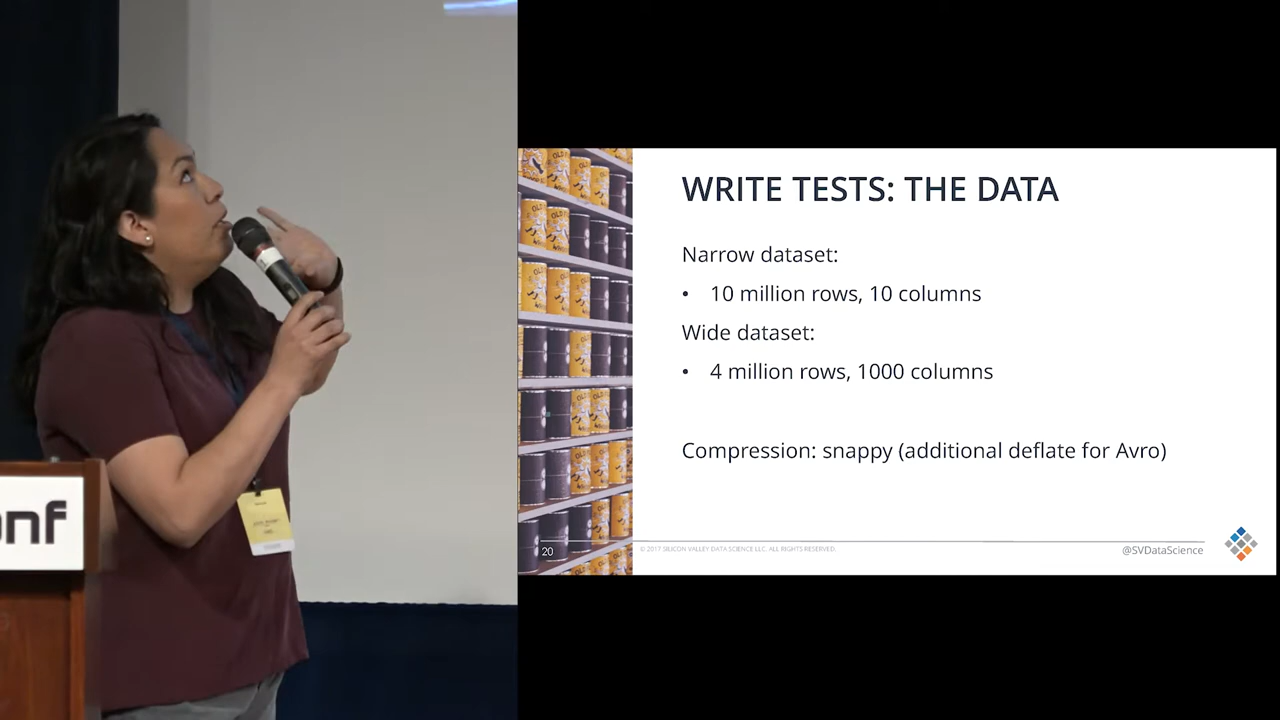 WRITE TESTS: THE DATA
Narrow dataset:
• 10 million rows, 10 columns
Wide dataset:
• 4 million rows, 1000 columns
Compression: snappy (additional deflate for Avro)
20
© 2017 SILICON VALLEY DATA SCIENCE LLC. ALL RIGHTS RESERVED.
@SVDataScience
nf